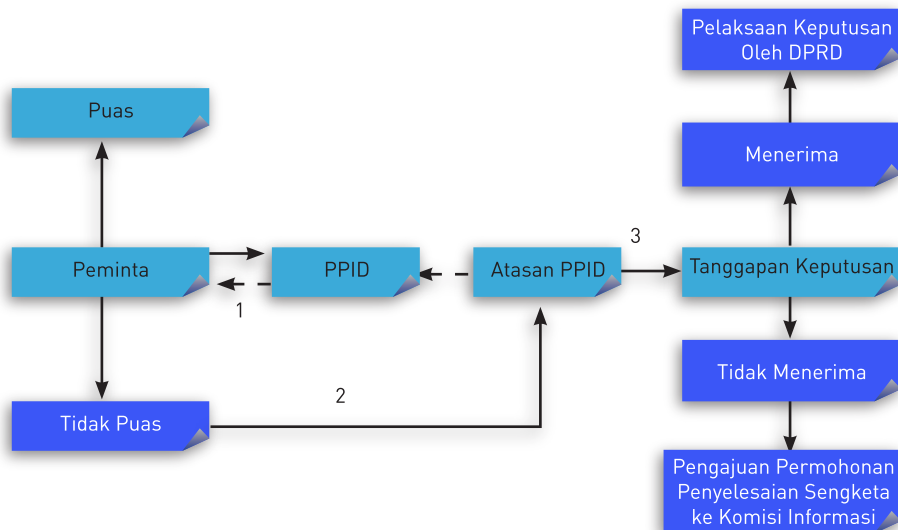 Pelaksaan Keputusan
Oleh DPRD
Puas
Menerima
3
Peminta
PPID
Atasan PPID
Tanggapan Keputusan
1
Tidak Menerima
2
Tidak Puas
Pengajuan Permohonan
Penyelesaian Sengketa
ke Komisi Informasi